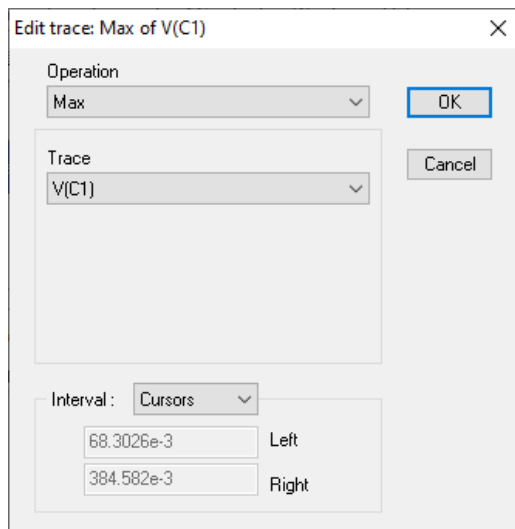 Edit trace: Max of V(C1)
Operation
Max
OK
Trace
Cancel
V(C1)
Interval : Cursors
68.3026e-3 Left
384.582e-3 Right